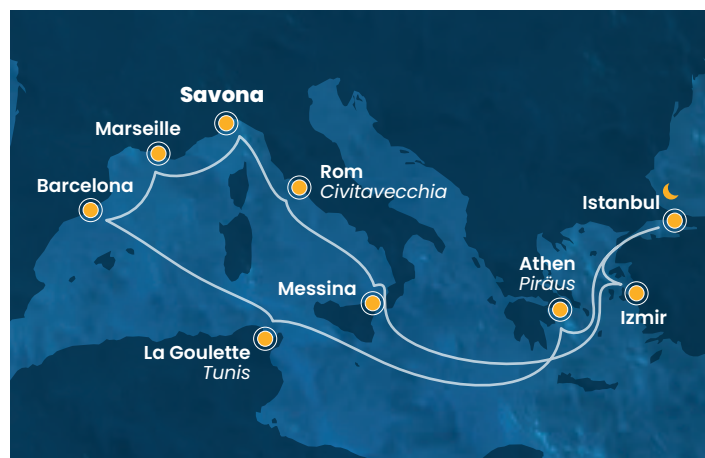 Savona
Marseille
Barcelona
Rom
Civitavecchia
Istanbul
Athen
Piräus
Messina
Izmir
La Goulette
Tunis